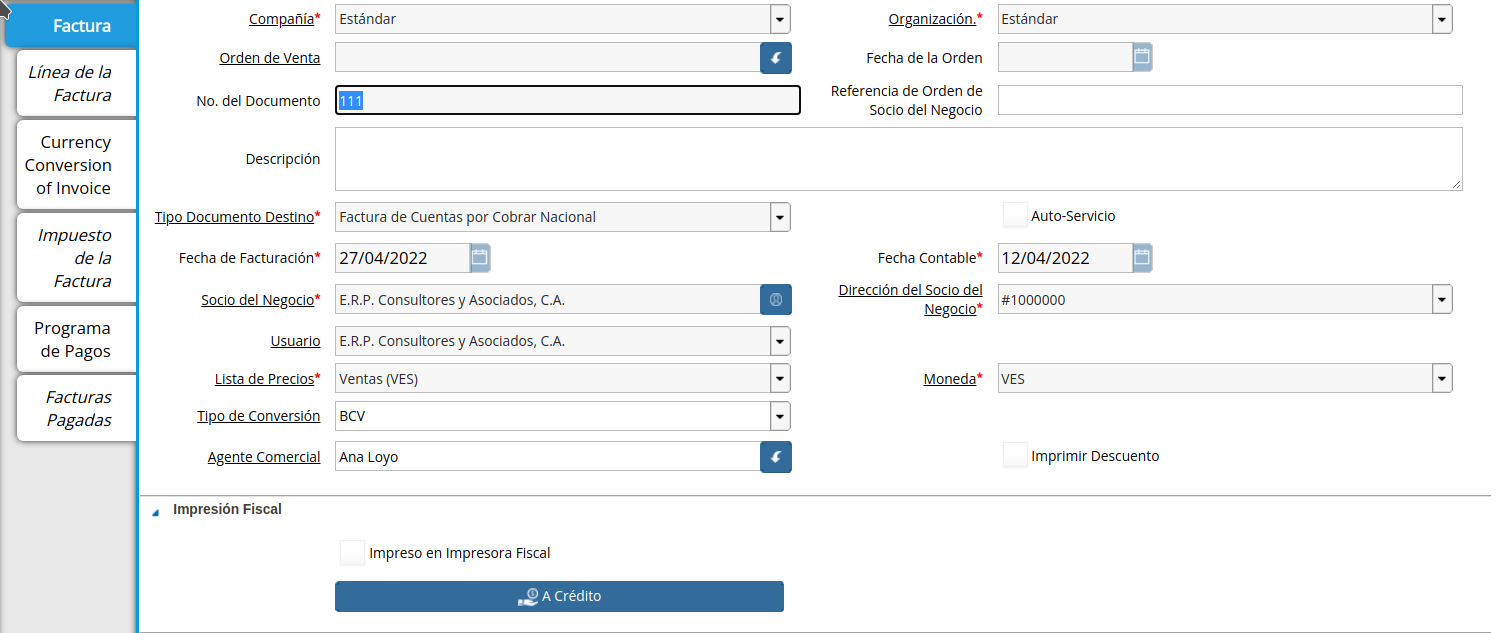 Factura
Línea de la
Factura
Currency
Conversion
of Invoice
Impuesto
de la
Factura
Programa
de Pagos
Facturas
Pagadas
Compañía* Estándar Organización.* Estándar
Orden de Venta Fecha de la Orden
No. del Documento 111 Referencia de Orden de
Socio del Negocio
Descripción
Tipo Documento Destino* Factura de Cuentas por Cobrar Nacional Auto-Servicio
Fecha de Facturación* 27/04/2022 Fecha Contable* 12/04/2022
Socio del Negocio* E.R.P. Consultores y Asociados, C.A. Dirección del Socio del
Negocio* #1000000
Usuario E.R.P. Consultores y Asociados, C.A.
Lista de Precios* Ventas (VES) Moneda* VES
Tipo de Conversión BCV
Agente Comercial Ana Loyo Imprimir Descuento
Impresión Fiscal
Impreso en Impresora Fiscal
A Crédito